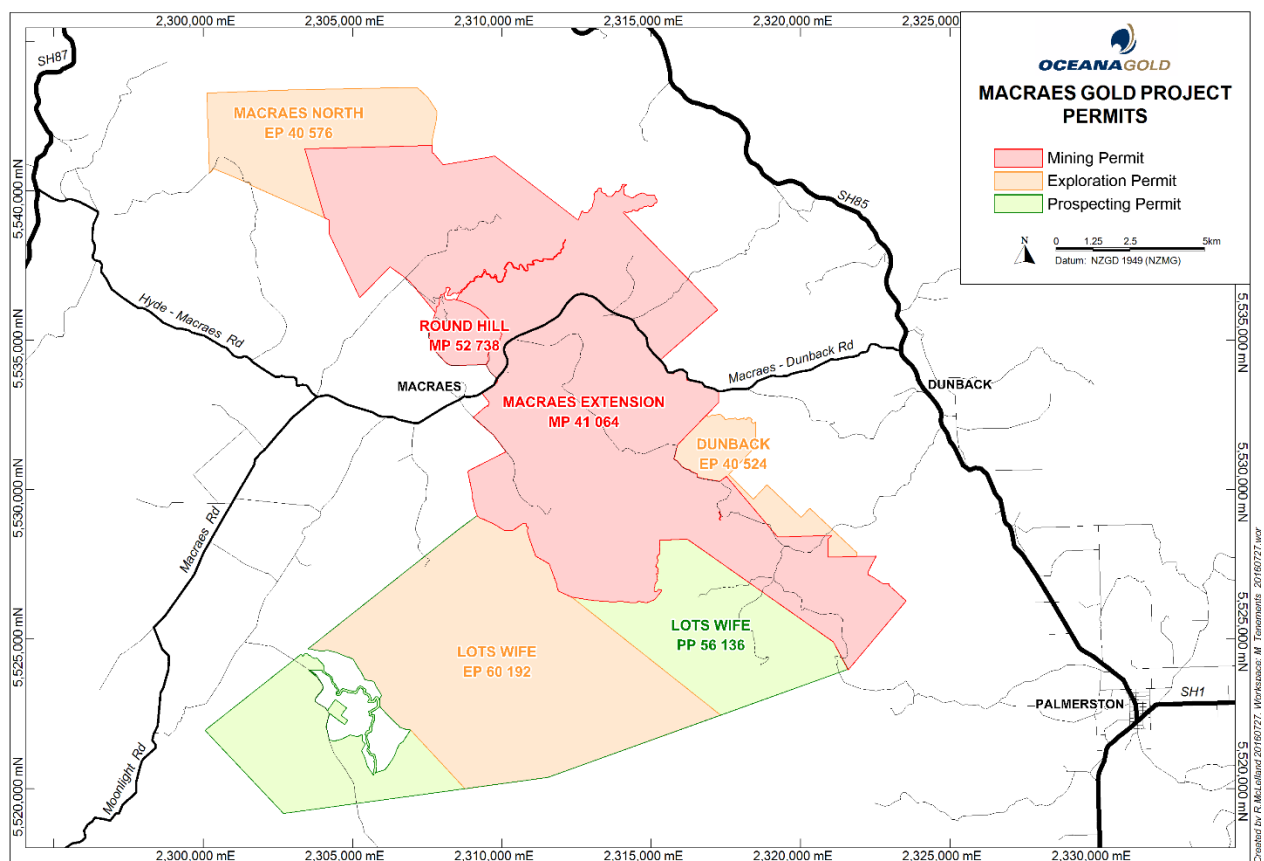 2,300,000 mE
2,305,000 mE
2,310,000 mE
2,315,000 mE
2,320,000 mE
2,325,000 mE
SH87
OCEANAGOLD
MACRAES GOLD PROJECT
PERMITS
Mining Permit
Exploration Permit
Prospecting Permit
N
0 1.25 2.5 5km
Datum: NZGD 1949 (NZMG)
MACRAES NORTH
EP 40 576
5,540,000 mN
SH85
Hyde - Macraes Rd
ROUND HILL
MP 52 738
5,535,000 mN
5,535,000 mN
Macraes - Dunback Rd
MACRAES
DUNBACK
MACRAES EXTENSION
MP 41 064
DUNBACK
EP 40 524
5,530,000 mN
5,530,000 mN
Macraes Rd
LOTS WIFE
PP 56 136
5,525,000 mN
5,525,000 mN
LOTS WIFE
EP 60 192
PALMERSTON
SH1
Moonlight Rd
5,520,000 mN
5,520,000 mN
2,300,000 mE
2,305,000 mE
2,310,000 mE
2,315,000 mE
2,320,000 mE
2,330,000 mE
Created by R.McLelland 20160727. Workspace: M_Tenements_20160727.wor